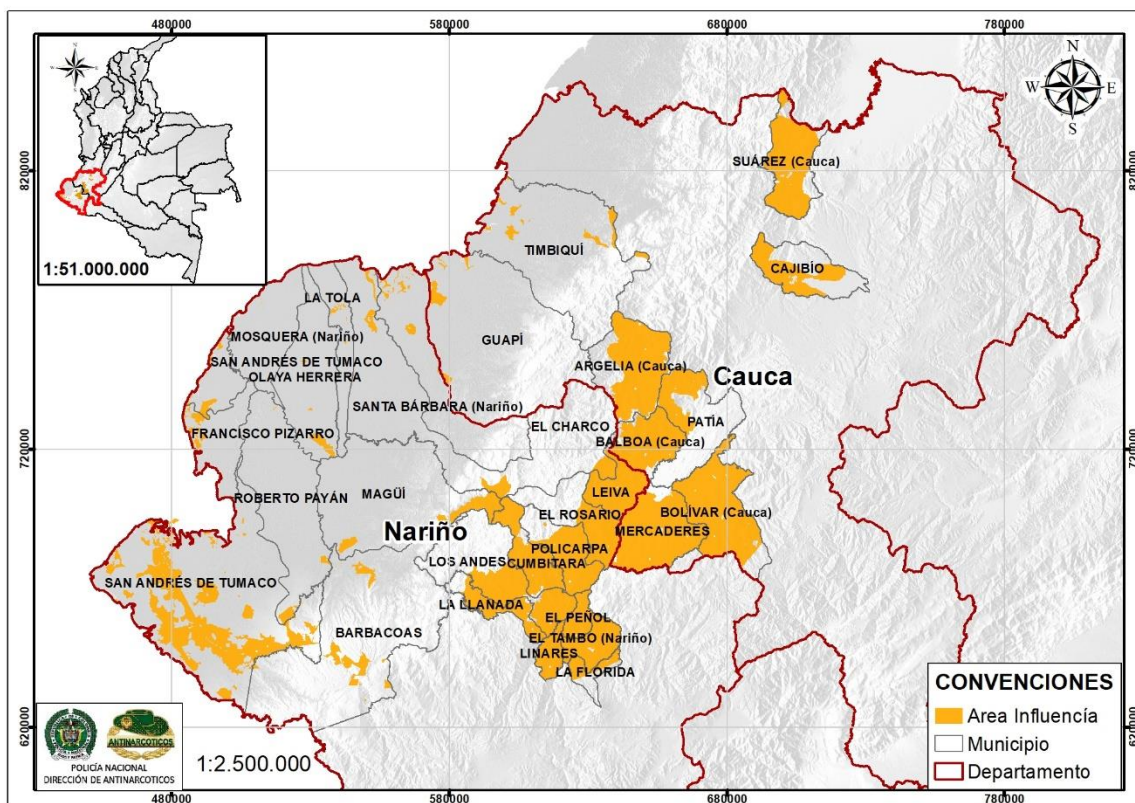 480000
580000
680000
780000
N
W E
S
1:51.000.000
820000
820000
SUÁREZ (Cauca)
TIMBIQUÍ
CAJIBÍO
LA TOLA
MOSQUERA (Nariño)
GUAPÍ
SAN ANDRÉS DE TUMACO
ARGELIA (Cauca)
OLAYA HERRERA
Cauca
SANTA BÁRBARA (Nariño)
PATÍA
EL CHARCO
FRANCISCO PIZARRO
BALBOA (Cauca)
720000
720000
LEIVA
MAGÜÍ
ROBERTO PAYÁN
EL ROSARIO
BOLÍVAR (Cauca)
Nariño
MERCADERES
POLICARPA
LOS ANDES
CUMBITARA
SAN ANDRÉS DE TUMACO
LA LLAÑADA
EL PEÑOL
BARBACOAS
EL TAMBO (Nariño)
LINARES
LA FLORIDA
CONVENCIONES
Area Influencía
Municipio
Departamento
620000
620000
ANTINARCOTICOS
POLICÍA NACIONAL
DIRECCIÓN DE ANTINARCOTICOS
1:2.500.000
480000
580000
680000
780000